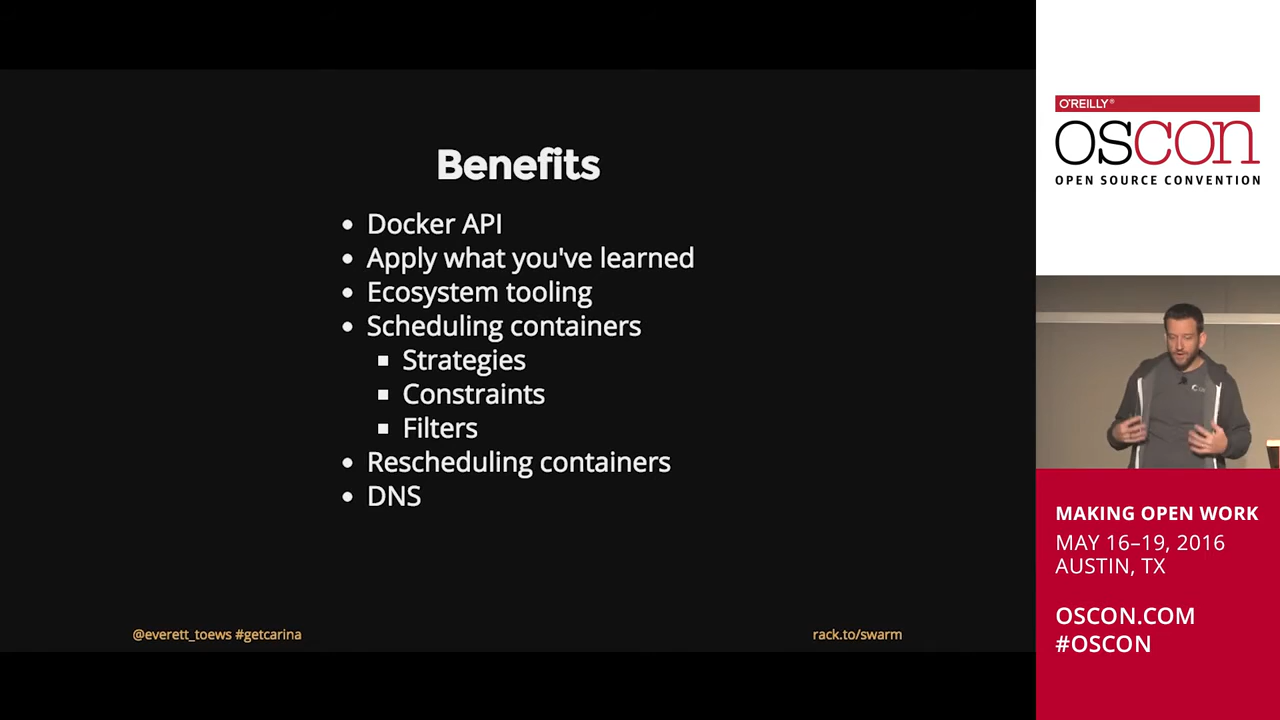 Benefits
Docker API
Apply what you've learned
Ecosystem tooling
Scheduling containers
Strategies
Constraints
Filters
Rescheduling containers
DNS
@everett_toews #getcarina
rack.to/swarm
O'REILLY®
OSCON
OPEN SOURCE CONVENTION
MAKING OPEN WORK
MAY 16–19, 2016
AUSTIN, TX
OSCON.COM
#OSCON